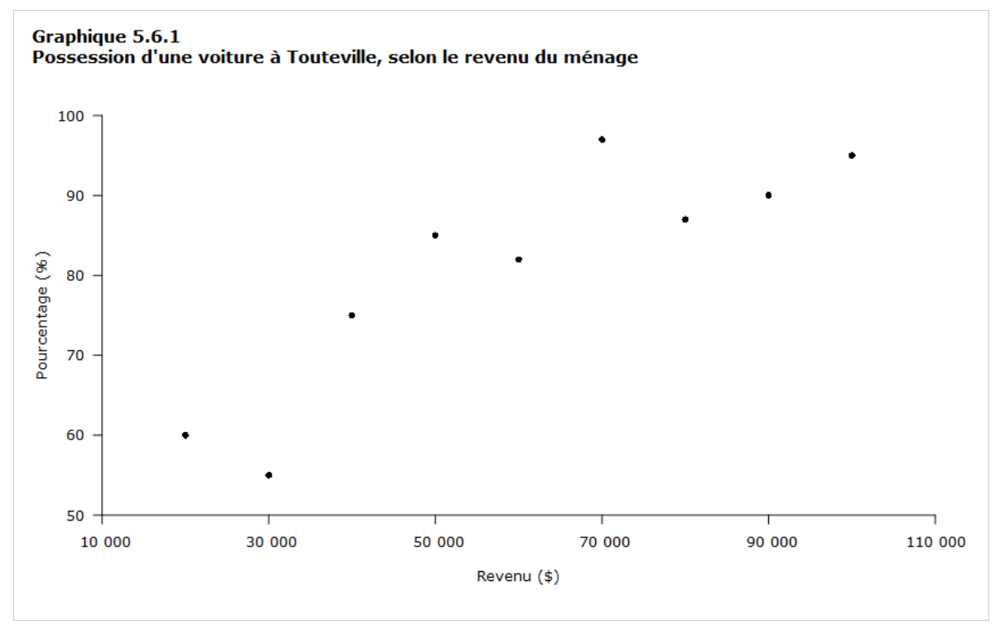 Graphique 5.6.1
Possession d'une voiture à Touteville, selon le revenu du ménage
100
90
80
70
60
50
Pourcentage (%)
10 000 30 000 50 000 70 000 90 000 110 000
Revenu ($)